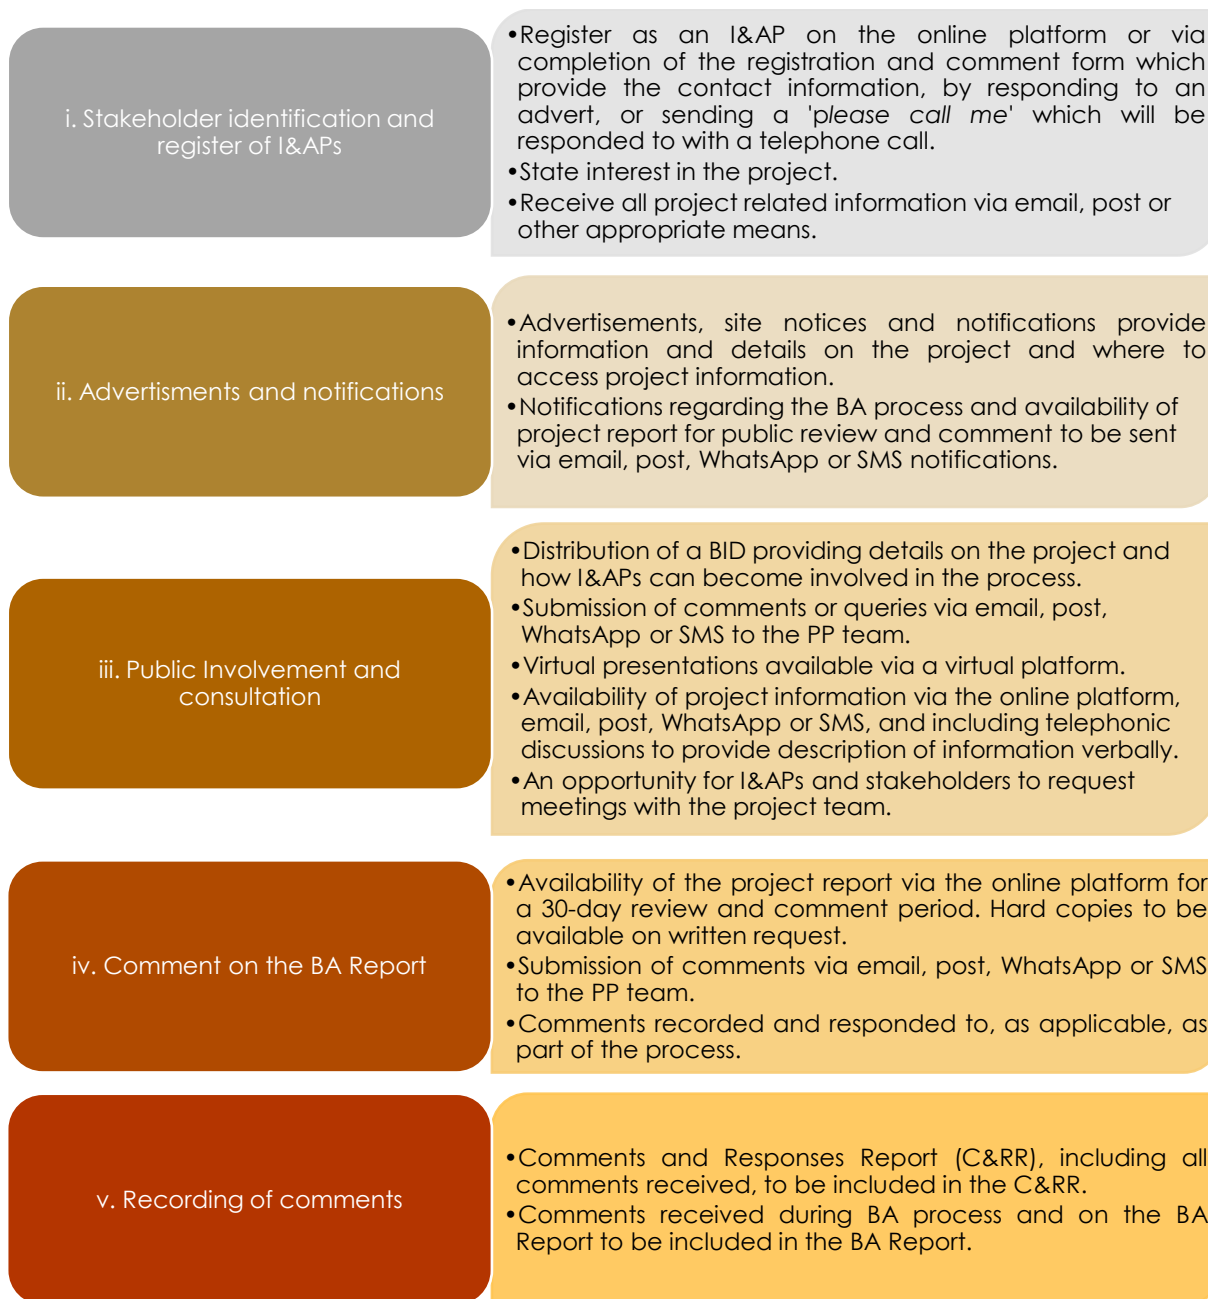 i. Stakeholder identification and
register of I&APs
•Register as an I&AP on the online platform or via
completion of the registration and comment form which
provide the contact information, by responding to an
advert, or sending a 'please call me' which will be
responded to with a telephone call.
•State interest in the project.
•Receive all project related information via email, post or
other appropriate means.
ii. Advertisments and notifications
•Advertisements, site notices and notifications provide
information and details on the project and where to
access project information.
•Notifications regarding the BA process and availability of
project report for public review and comment to be sent
via email, post, WhatsApp or SMS notifications.
iii. Public Involvement and
consultation
•Distribution of a BID providing details on the project and
how I&APs can become involved in the process.
•Submission of comments or queries via email, post,
WhatsApp or SMS to the PP team.
•Virtual presentations available via a virtual platform.
•Availability of project information via the online platform,
email, post, WhatsApp or SMS, and including telephonic
discussions to provide description of information verbally.
•An opportunity for I&APs and stakeholders to request
meetings with the project team.
iv. Comment on the BA Report
•Availability of the project report via the online platform for
a 30-day review and comment period. Hard copies to be
available on written request.
•Submission of comments via email, post, WhatsApp or SMS
to the PP team.
•Comments recorded and responded to, as applicable, as
part of the process.
v. Recording of comments
•Comments and Responses Report (C&RR), including all
comments received, to be included in the C&RR.
•Comments received during BA process and on the BA
Report to be included in the BA Report.